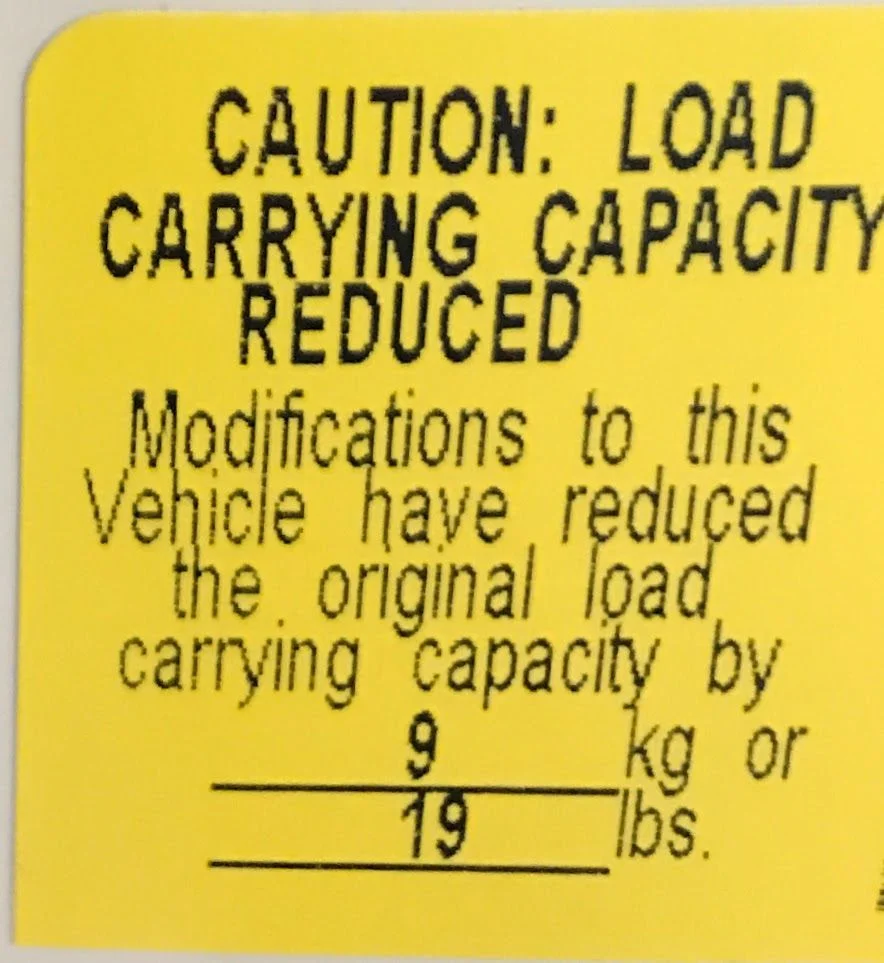 CAUTION: LOAD
CARRYING CAPACITY
REDUCED
Modifications to this
Vehicle have reduced
the original load
carrying capacity by
9 kg or
19 lbs.